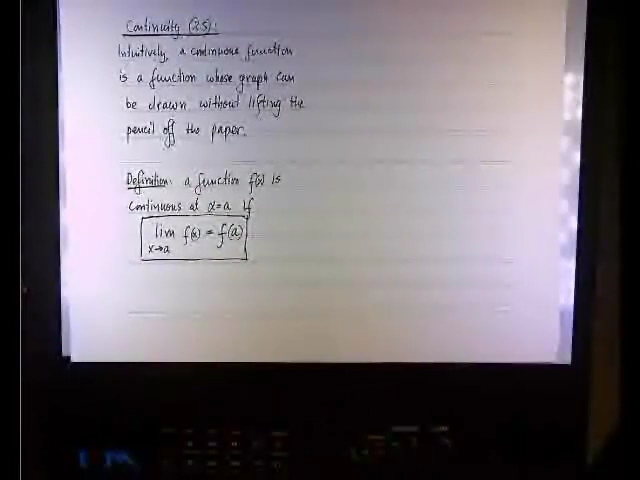 Continuity (2.5):
Intuitively, a continuous function
is a function whose graph can
be drawn without lifting the
pencil off the paper.
Definition: a function f(x) is
continuous at x=a if
lim f(x) = f(a)
x→a